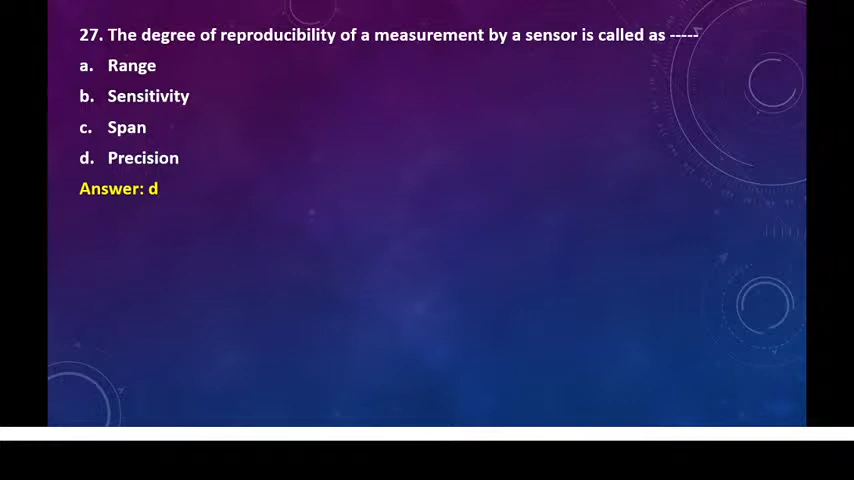 27. The degree of reproducibility of a measurement by a sensor is called as -----
a. Range
b. Sensitivity
c. Span
d. Precision
Answer: d